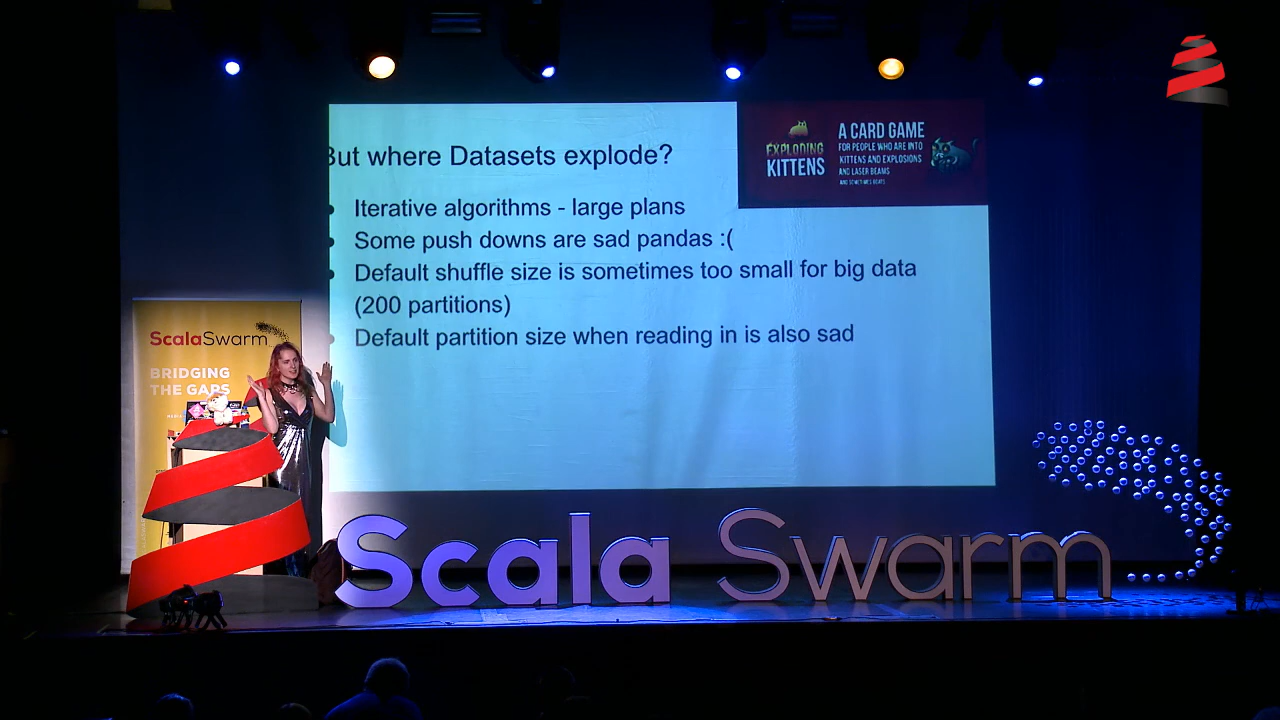 But where Datasets explode?
EXPLODING
KITTENS
A CARD GAME
FOR PEOPLE WHO ARE INTO
KITTENS AND EXPLOSIONS
AND LASER BEAMS
Iterative algorithms - large plans
Some push downs are sad pandas :(
Default shuffle size is sometimes too small for big data
(200 partitions)
Default partition size when reading in is also sad
ScalaSwarm
BRIDGING
THE GAPS
Scala Swarm